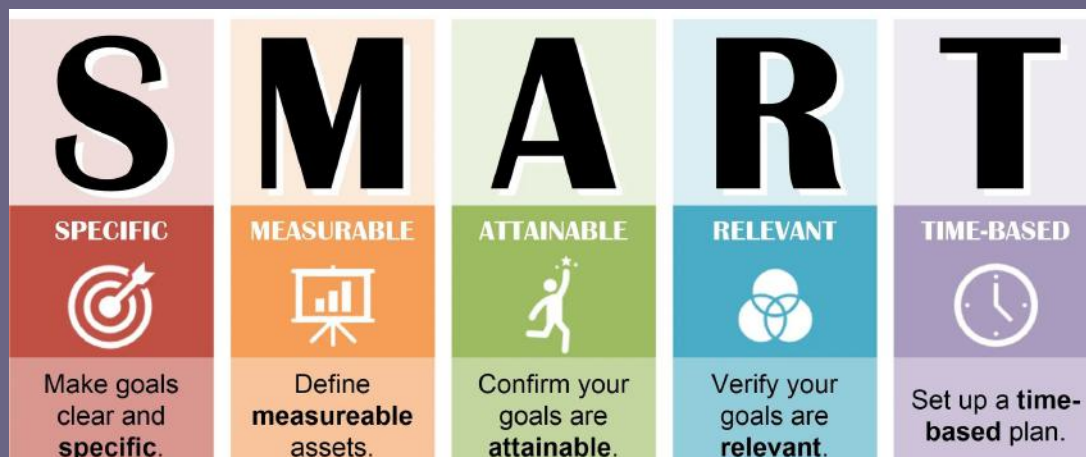 S
SPECIFIC
Make goals
clear and
specific.
M
MEASURABLE
Define
measureable
assets.
A
ATTAINABLE
Confirm your
goals are
attainable.
R
RELEVANT
Verify your
goals are
relevant.
T
TIME-BASED
Set up a time-
based plan.